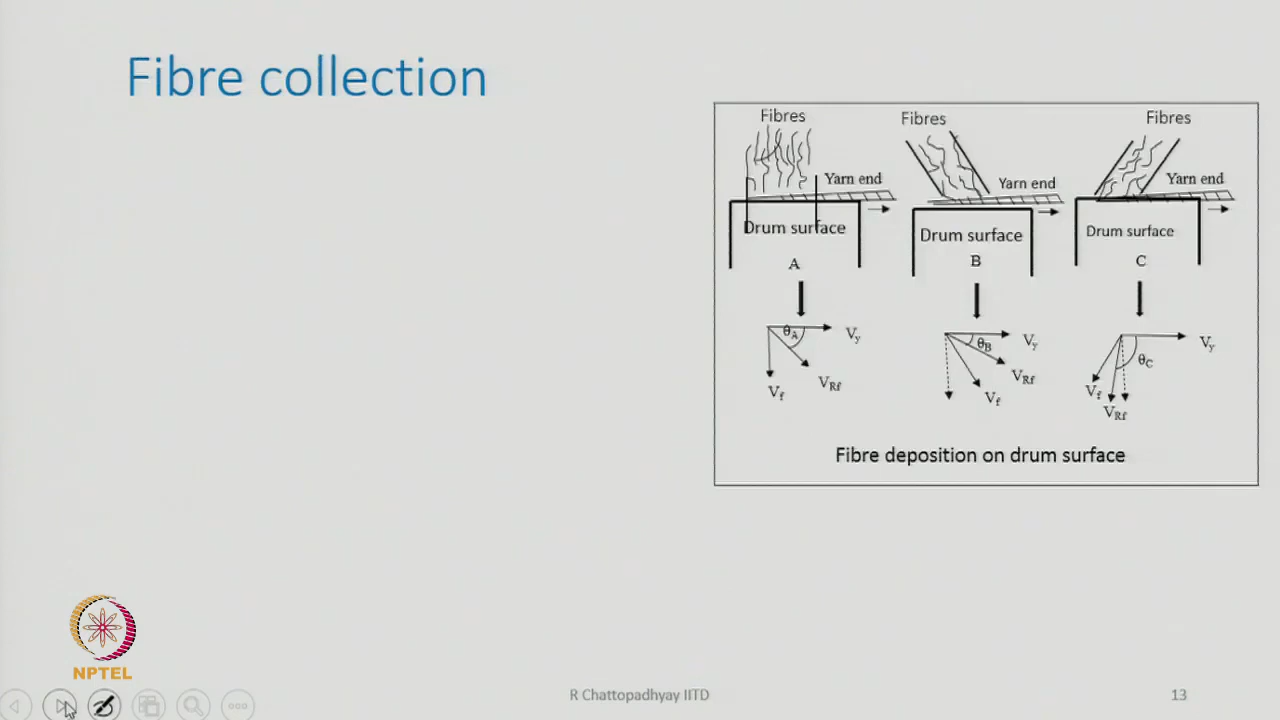 Fibre collection
Fibres
Yarn end
Drum surface
A
θA
Vy
VRf
Vf
Fibres
Yarn end
Drum surface
B
θB
Vy
VRf
Vf
Fibres
Yarn end
Drum surface
C
θC
Vy
Vf
VRf
Fibre deposition on drum surface
NPTEL
R Chattopadhyay IITD
13